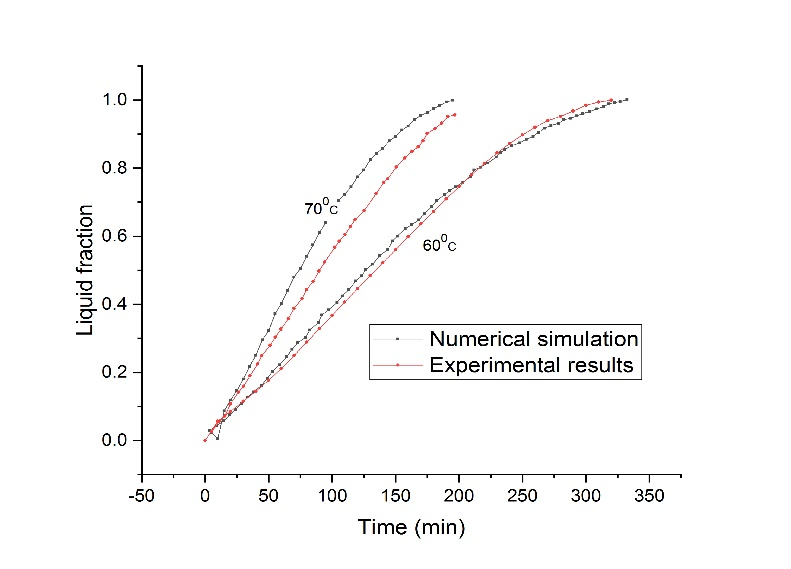 1.0
0.8
0.6
0.4
0.2
0.0
Liquid fraction
70⁰C
60⁰C
Numerical simulation
Experimental results
-50 0 50 100 150 200 250 300 350
Time (min)